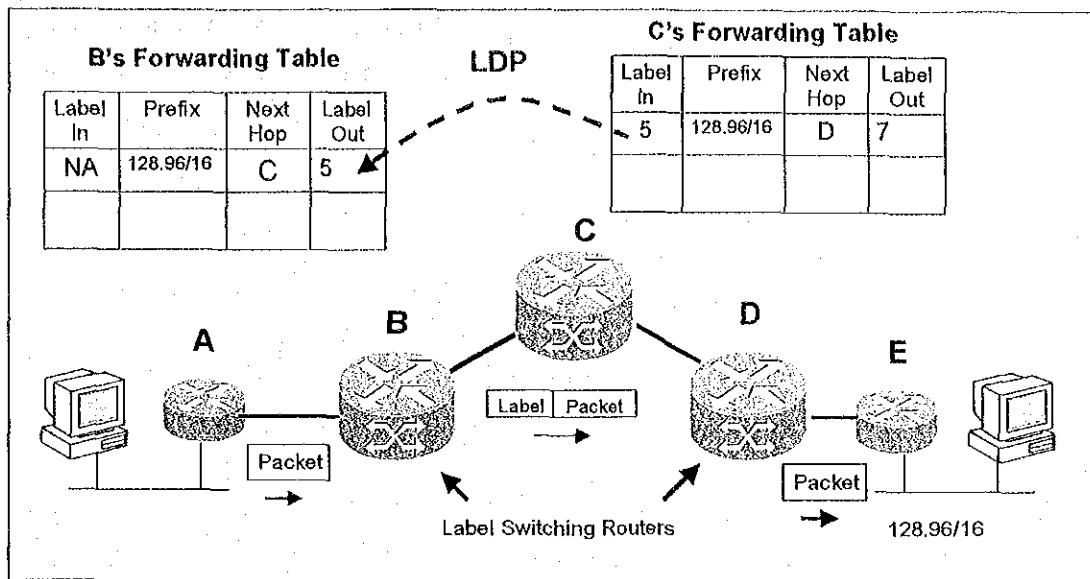 B's Forwarding Table
Label In
Prefix
Next Hop
Label Out
NA
128.96/16
C
5
LDP
C's Forwarding Table
Label In
Prefix
Next Hop
Label Out
5
128.96/16
D
7
A
B
C
D
E
Packet
Label
Packet
Packet
Label Switching Routers
128.96/16